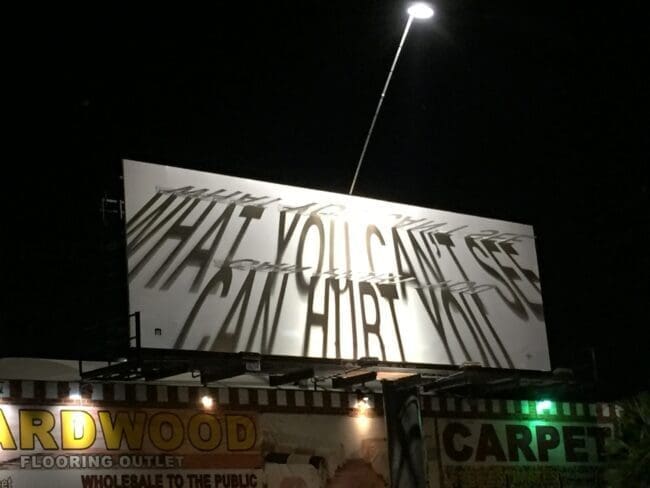 WHAT YOU CAN'T SEE
CAN HURT YOU
ARDWOOD
FLOORING OUTLET
WHOLESALE TO THE PUBLIC
CARPET